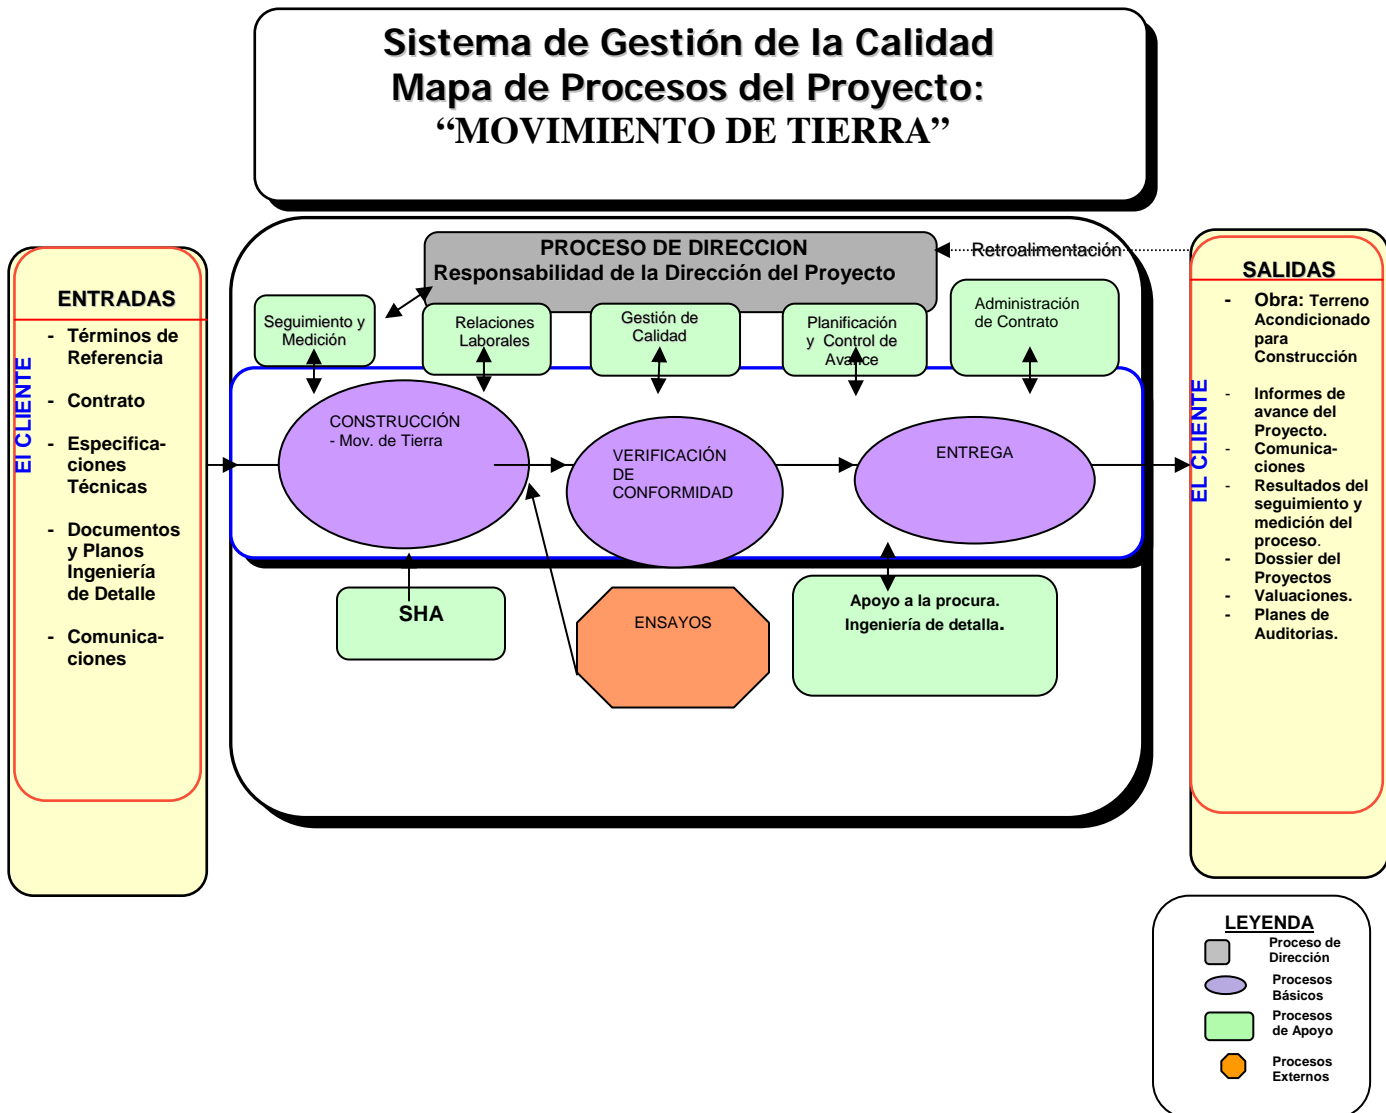 Sistema de Gestión de la Calidad
Mapa de Procesos del Proyecto:
“MOVIMIENTO DE TIERRA”
PROCESO DE DIRECCION
Responsabilidad de la Dirección del Proyecto
Retroalimentación
ENTRADAS
- Términos de
Referencia
- Contrato
- Especifica-
ciones
Técnicas
- Documentos
y Planos
Ingeniería
de Detalle
- Comunica-
ciones
El CLIENTE
Seguimiento y
Medición
Relaciones
Laborales
Gestión de
Calidad
Planificación
y Control de
Avance
Administración
de Contrato
CONSTRUCCIÓN
- Mov. de Tierra
VERIFICACIÓN
DE
CONFORMIDAD
ENTREGA
SHA
ENSAYOS
Apoyo a la procura.
Ingeniería de detalla.
SALIDAS
- Obra: Terreno
Acondicionado
para
Construcción
- Informes de
avance del
Proyecto.
- Comunica-
ciones
- Resultados del
seguimiento y
medición del
proceso.
- Dossier del
Proyectos
- Valuaciones.
- Planes de
Auditorias.
EL CLIENTE
LEYENDA
Proceso de
Dirección
Procesos
Básicos
Procesos
de Apoyo
Procesos
Externos